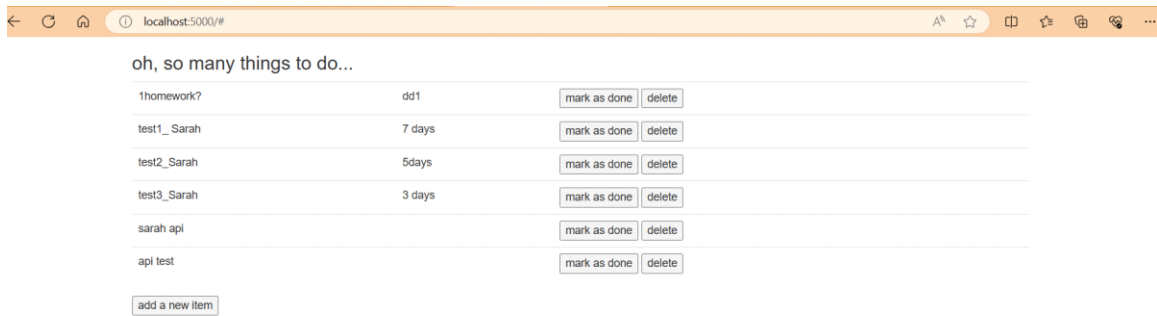 localhost:5000/#
oh, so many things to do...
1homework? dd1 mark as done delete
test1_ Sarah 7 days mark as done delete
test2_Sarah 5days mark as done delete
test3_Sarah 3 days mark as done delete
sarah api mark as done delete
api test mark as done delete
add a new item